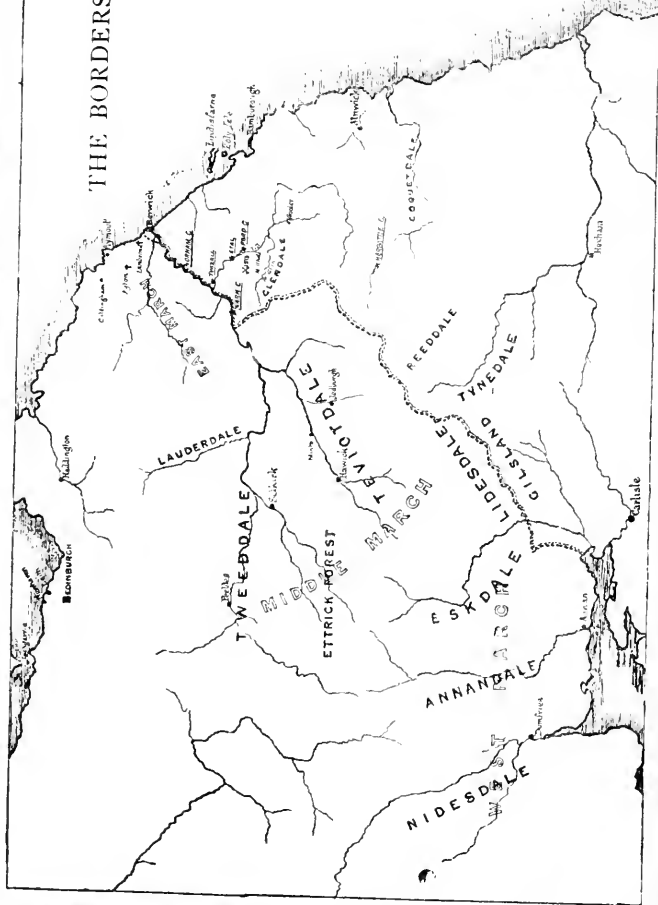 THE BORDERS
Haddington
EDINBURGH
Berwick
Lindisfarne
Holy Isle
Bamburgh
Alnwick
EAST MARCH
NORHAM C
GLENDALE
COQUETDALE
LAUDERDALE
TWEEDDALE
Selkirk
MIDDLE MARCH
ETTRICK FOREST
TEVIOTDALE
Hawick
Jedburgh
REEDDALE
TYNEDALE
Hexham
LIDESDALE
GILSLAND
Carlisle
ESKDALE
ANNANDALE
Annan
WEST MARCH
Dumfries
NIDESDALE